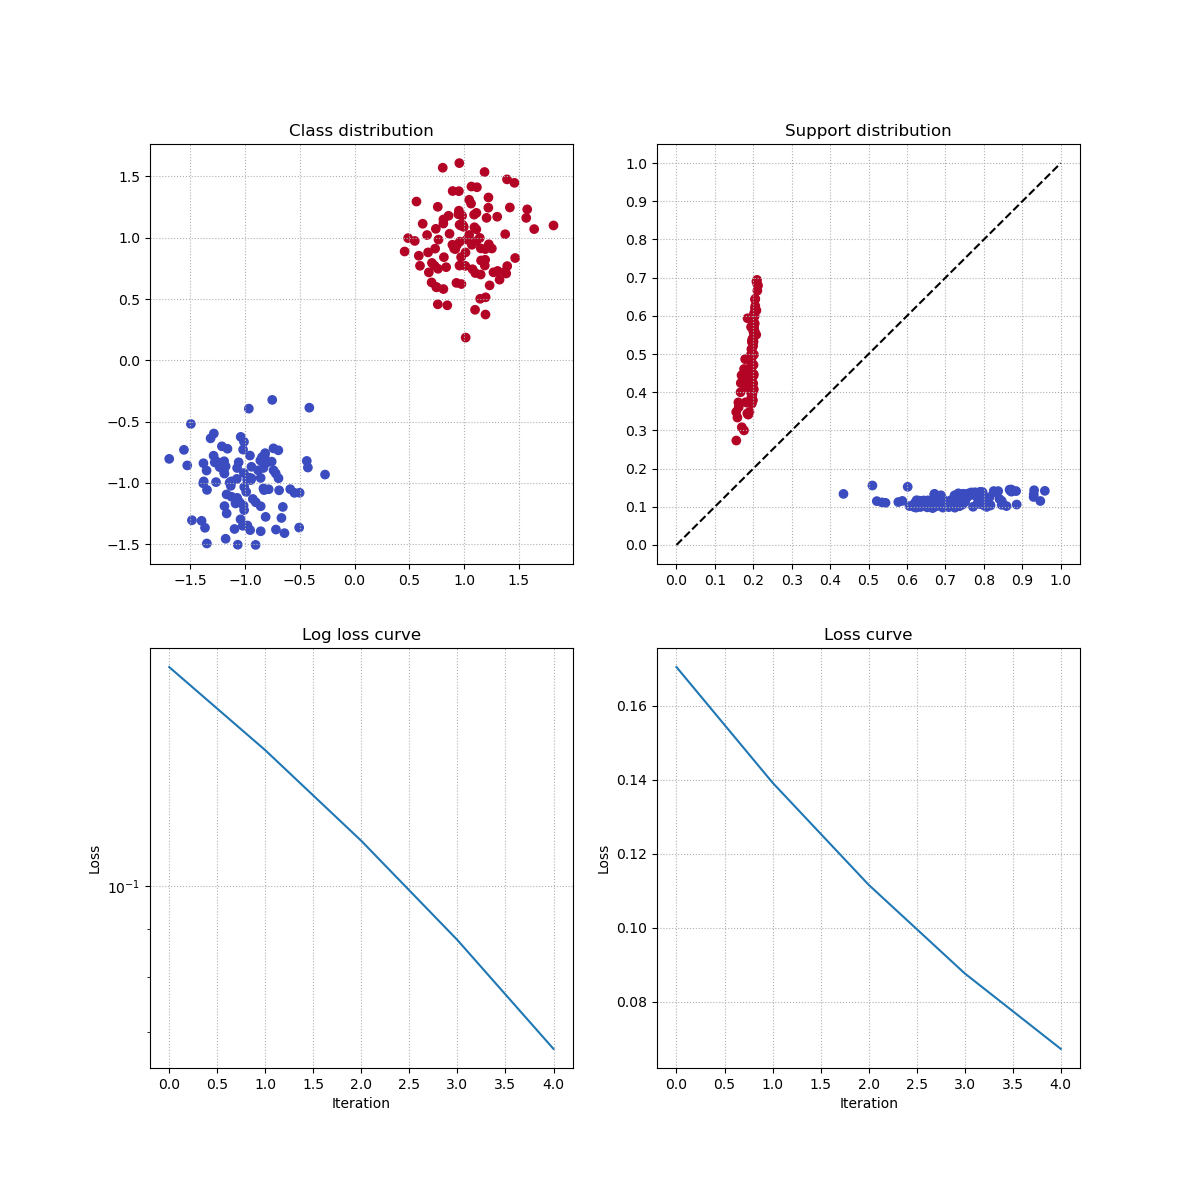 Class distribution
1.5
1.0
0.5
0.0
−0.5
−1.0
−1.5
−1.5 −1.0 −0.5 0.0 0.5 1.0 1.5
Support distribution
1.0
0.9
0.8
0.7
0.6
0.5
0.4
0.3
0.2
0.1
0.0
0.0 0.1 0.2 0.3 0.4 0.5 0.6 0.7 0.8 0.9 1.0
Log loss curve
Loss
10⁻¹
0.0 0.5 1.0 1.5 2.0 2.5 3.0 3.5 4.0
Iteration
Loss curve
Loss
0.16
0.14
0.12
0.10
0.08
0.0 0.5 1.0 1.5 2.0 2.5 3.0 3.5 4.0
Iteration